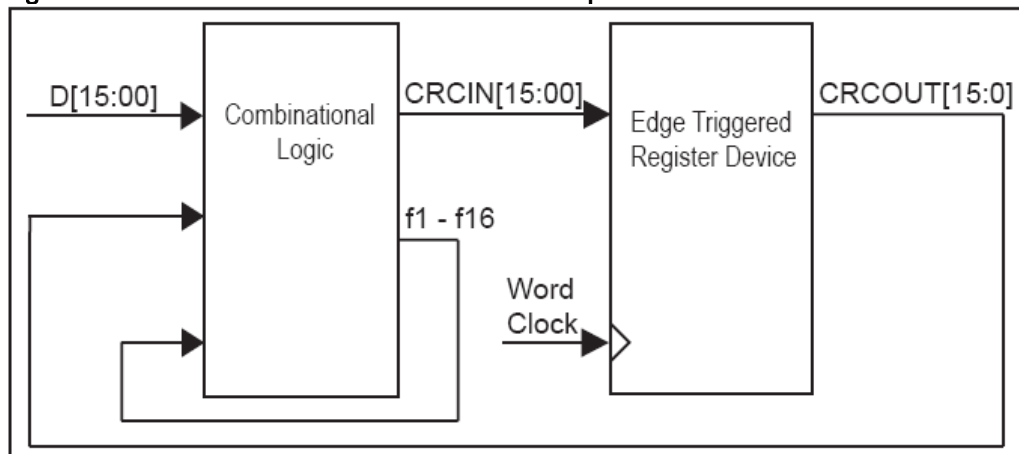 D[15:00]
Combinational
Logic
CRCIN[15:00]
f1 - f16
Edge Triggered
Register Device
Word
Clock
CRCOUT[15:0]